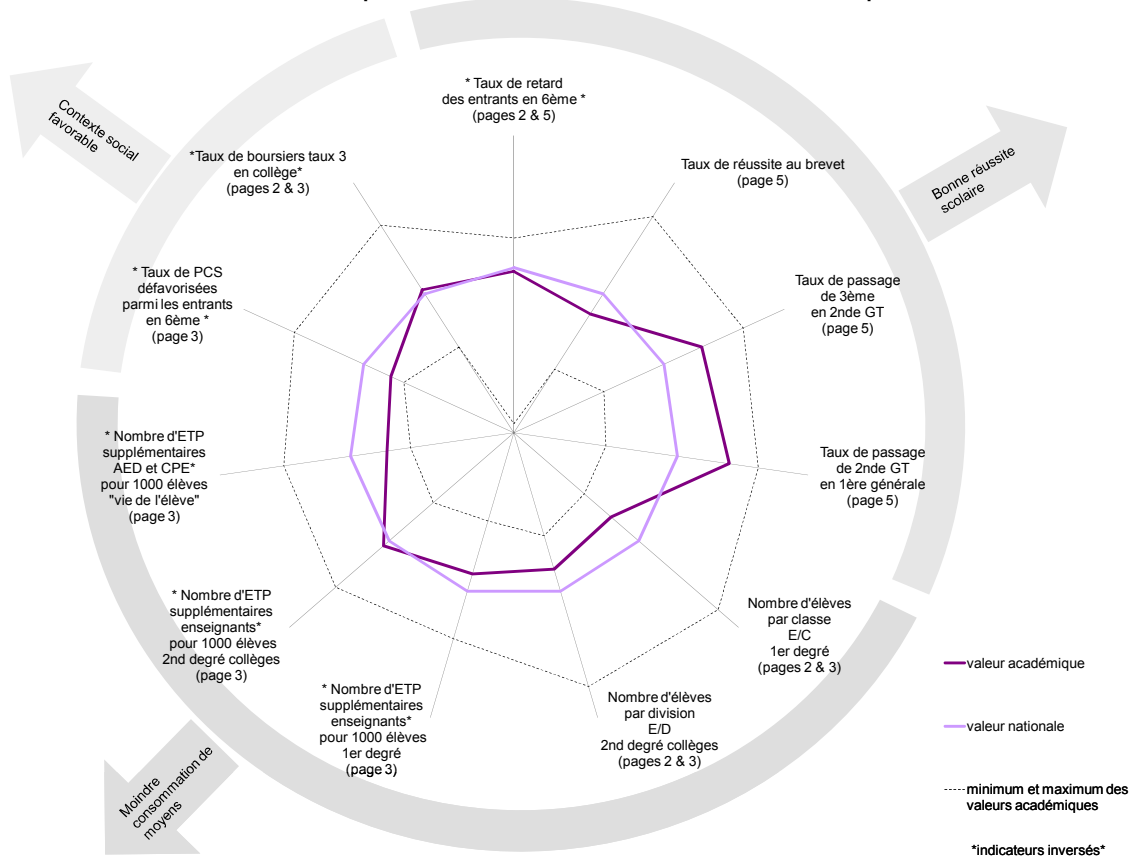 * Taux de retard
des entrants en 6ème *
(pages 2 & 5)
Taux de réussite au brevet
(page 5)
Taux de passage
de 3ème
en 2nde GT
(page 5)
Taux de passage
de 2nde GT
en 1ère générale
(page 5)
Nombre d'élèves
par classe
E/C
1er degré
(pages 2 & 3)
Nombre d'élèves
par division
E/D
2nd degré collèges
(pages 2 & 3)
* Nombre d'ETP
supplémentaires
enseignants*
pour 1000 élèves
1er degré
(page 3)
* Nombre d'ETP
supplémentaires
enseignants*
pour 1000 élèves
2nd degré collèges
(page 3)
* Nombre d'ETP
supplémentaires
AED et CPE*
pour 1000 élèves
"vie de l'élève"
(page 3)
* Taux de PCS
défavorisées
parmi les entrants
en 6ème *
(page 3)
*Taux de boursiers taux 3
en collège*
(pages 2 & 3)
Contexte social
favorable
Bonne réussite
scolaire
Moindre
consommation de
moyens
valeur académique
valeur nationale
minimum et maximum des
valeurs académiques
*indicateurs inversés*